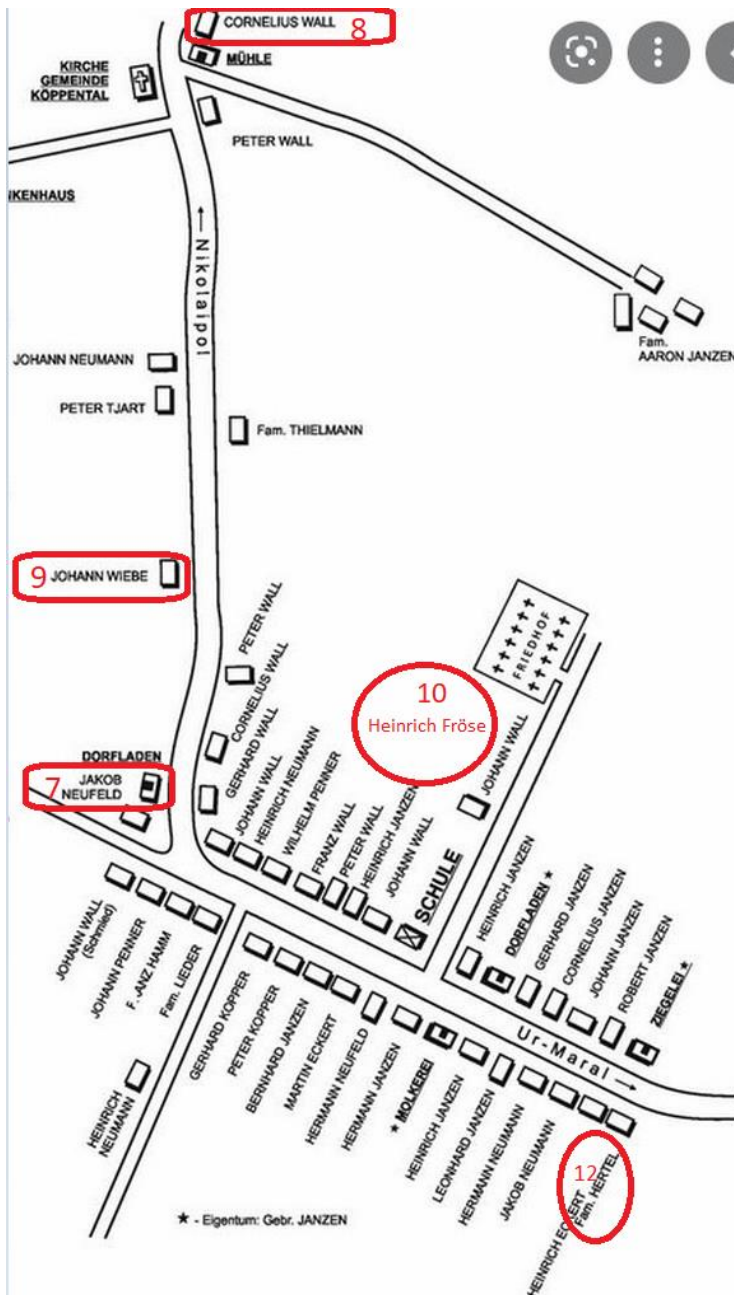 CORNELIUS WALL 8
MÜHLE
KIRCHE
GEMEINDE
KÖPPENTAL
PETER WALL
NKENHAUS
← Nikolaipol
Fam.
AARON JANZEN
JOHANN NEUMANN
PETER TJART
Fam. THIELMANN
9 JOHANN WIEBE
FRIEDHOF
PETER WALL
CORNELIUS WALL
GERHARD WALL
JOHANN WALL
HEINRICH NEUMANN
WILHELM PENNER
FRANZ WALL
PETER WALL
HEINRICH JANZEN
JOHANN WALL
SCHULE
10
Heinrich Fröse
JOHANN WALL
DORFLADEN
7 JAKOB
NEUFELD
HEINRICH JANZEN
DORFLADEN ★
GERHARD JANZEN
CORNELIUS JANZEN
JOHANN JANZEN
ROBERT JANZEN
ZIEGELEI ★
Ur-Maral →
JOHANN WALL
(Schmied)
JOHANN PENNER
F. ANZ HAMM
Fam. LIEDER
HEINRICH
NEUMANN
GERHARD KOPPER
PETER KOPPER
BERNHARD JANZEN
MARTIN ECKERT
HERMANN NEUFELD
HERMANN JANZEN
★ MOLKEREI
HEINRICH JANZEN
LEONHARD JANZEN
HERMANN NEUMANN
JAKOB NEUMANN
HEINRICH ECKERT
Fam. HERTEL
12
★ - Eigentum: Gebr. JANZEN